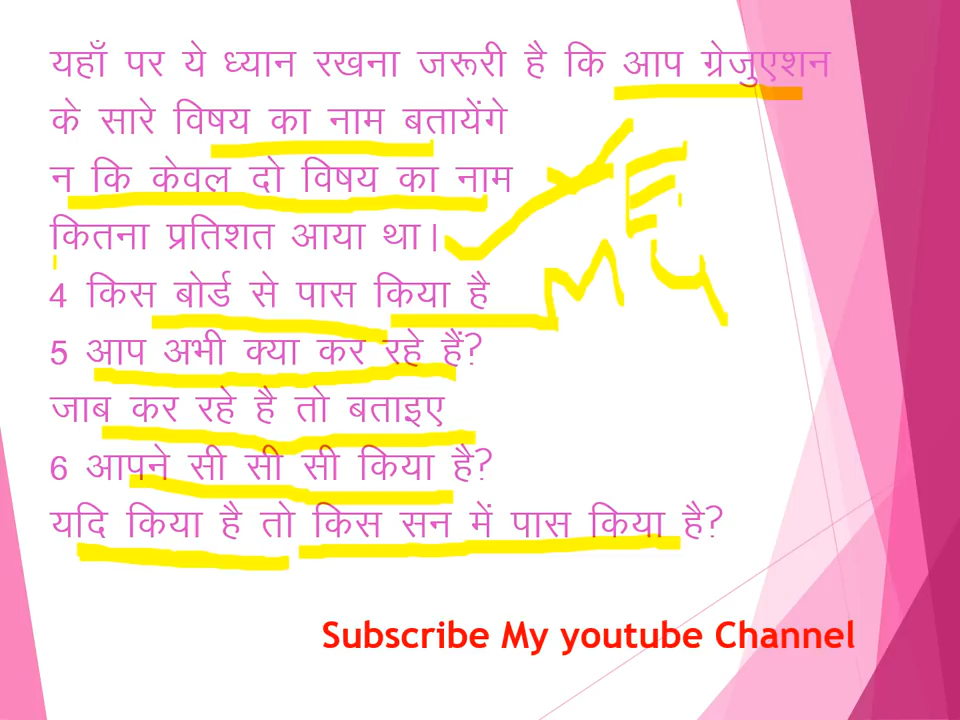 यहाँ पर ये ध्यान रखना जरूरी है कि आप ग्रेजुएशन
के सारे विषय का नाम बतायेंगे
न कि केवल दो विषय का नाम
कितना प्रतिशत आया था।
4 किस बोर्ड से पास किया है
5 आप अभी क्या कर रहे हैं?
जाब कर रहे है तो बताइए
6 आपने सी सी सी किया है?
यदि किया है तो किस सन में पास किया है?
Subscribe My youtube Channel